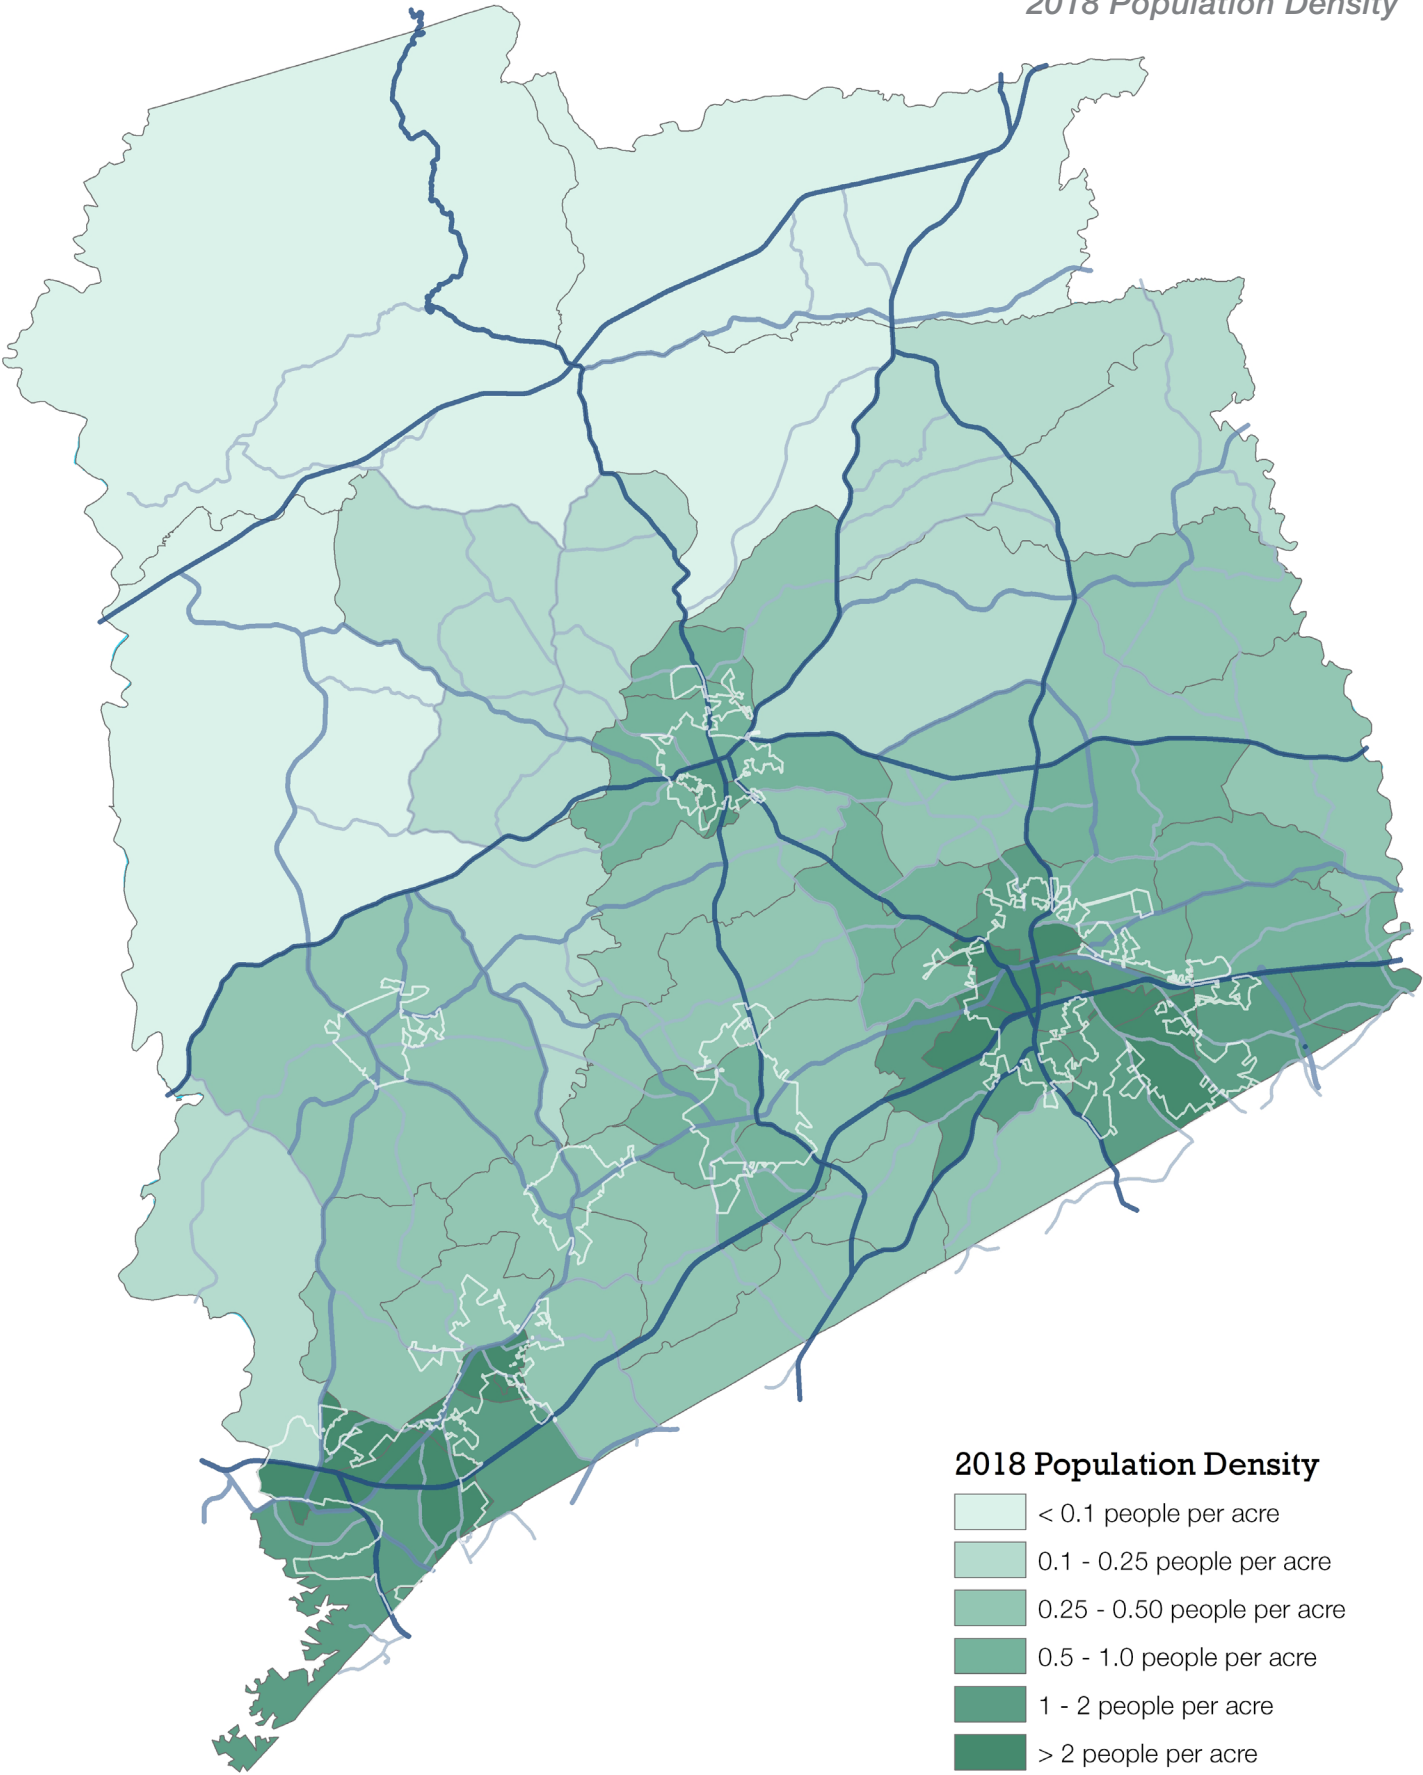 2018 Population Density
2018 Population Density
< 0.1 people per acre
0.1 - 0.25 people per acre
0.25 - 0.50 people per acre
0.5 - 1.0 people per acre
1 - 2 people per acre
> 2 people per acre